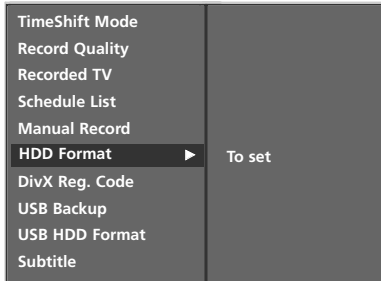 TimeShift Mode
Record Quality
Recorded TV
Schedule List
Manual Record
HDD Format ► To set
DivX Reg. Code
USB Backup
USB HDD Format
Subtitle